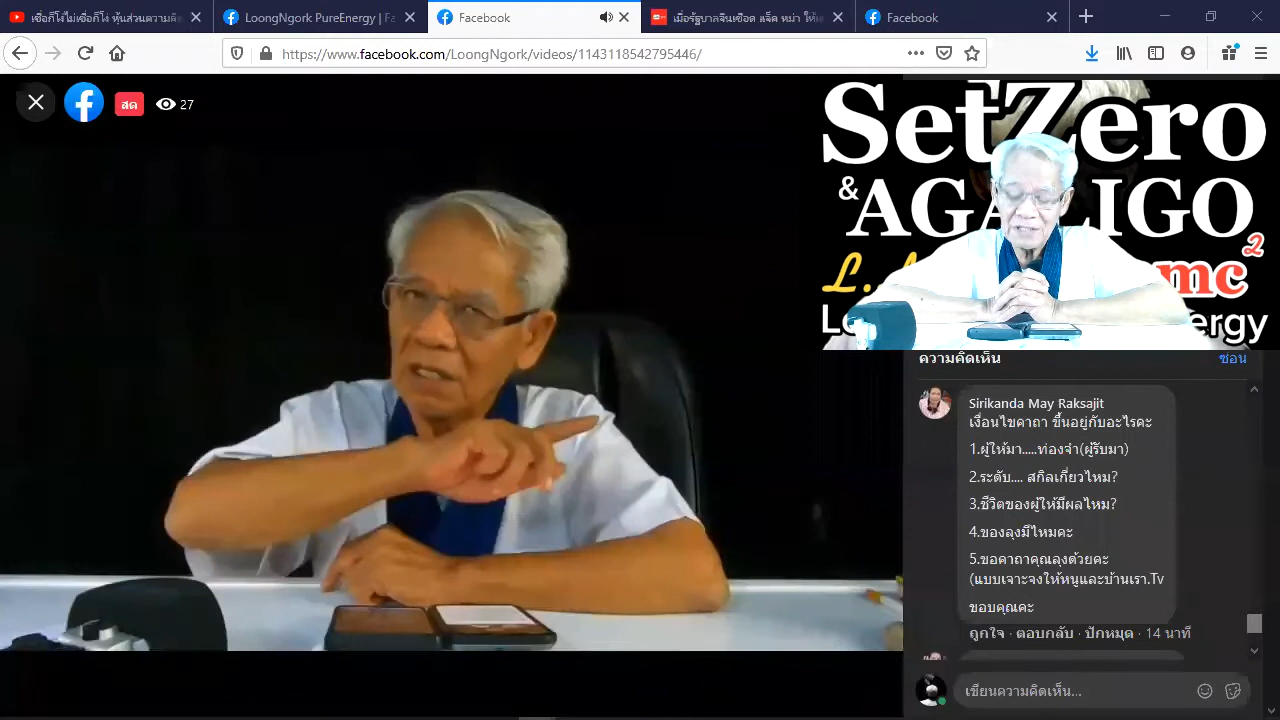 เชื่อก็โง่ไม่เชื่อก็โง่ หุ้นส่วนความคิด
LoongNgork PureEnergy | Fa
Facebook
เมื่อรัฐบาลจีนเชือด แจ็ค หม่า ให้
Facebook
https://www.facebook.com/LoongNgork/videos/1143118542795446/
สด
27
SetZero
&
mc²
ergy
ความคิดเห็น
ซ่อน
Sirikanda May Raksajit
เงื่อนไขคาถา ขึ้นอยู่กับอะไรคะ
1.ผู้ให้มา.....ท่องจำ(ผู้รับมา)
2.ระดับ.... สกิลเกี่ยวไหม?
3.ชีวิตของผู้ให้มีผลไหม?
4.ของลุงมีไหมคะ
5.ขอคาถาคุณลุงด้วยคะ
(แบบเจาะจงให้หนูและบ้านเรา.Tv
ขอบคุณคะ
ถูกใจ · ตอบกลับ · ปักหมุด · 14 นาที
เขียนความคิดเห็น...